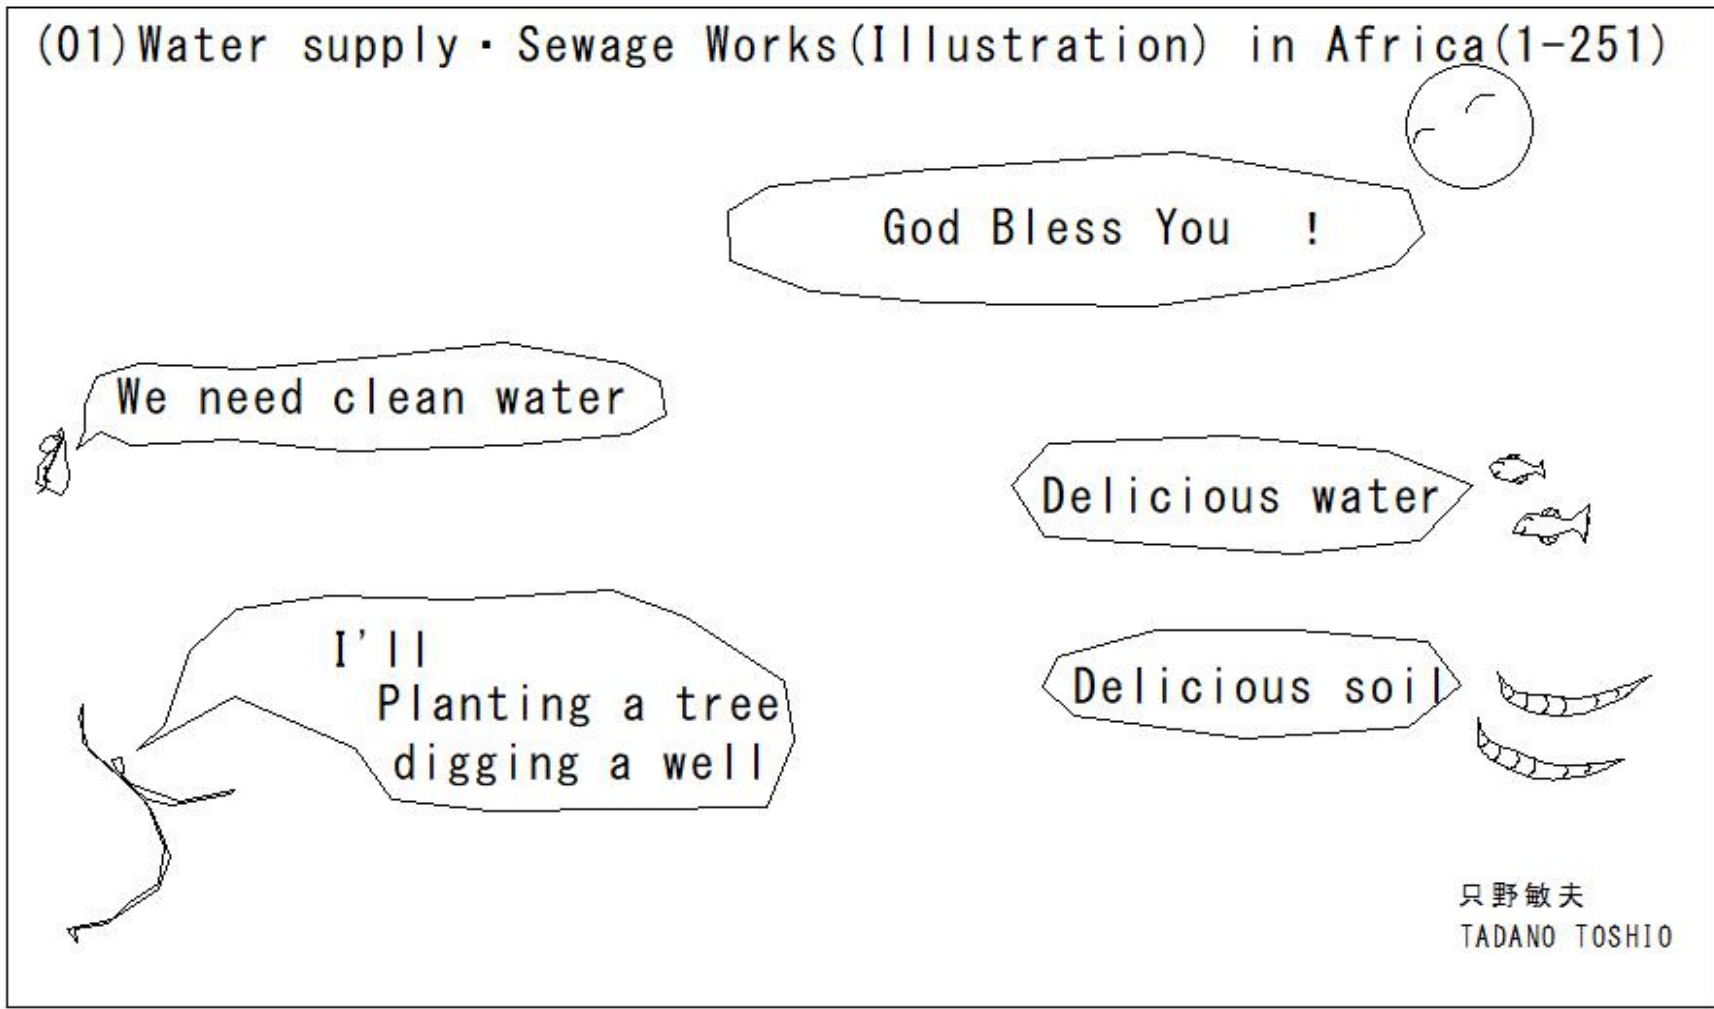 (01)Water supply・Sewage Works(Illustration) in Africa(1-251)
God Bless You !
We need clean water
Delicious water
I'll
Planting a tree
digging a well
Delicious soil
只野敏夫
TADANO TOSHIO